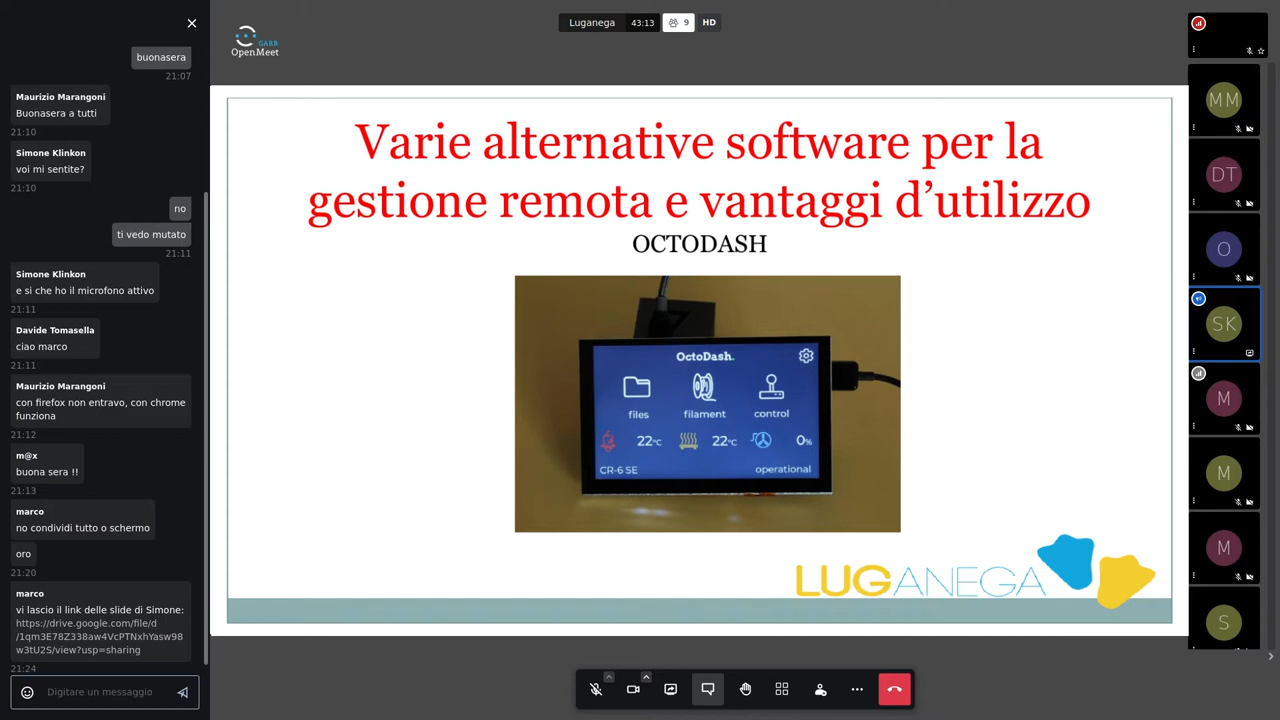 buonasera
21:07
Maurizio Marangoni
Buonasera a tutti
21:10
Simone Klinkon
voi mi sentite?
21:10
no
ti vedo mutato
21:11
Simone Klinkon
e si che ho il microfono attivo
21:11
Davide Tomasella
ciao marco
21:11
Maurizio Marangoni
con firefox non entravo, con chrome
funziona
21:12
m@x
buona sera !!
21:13
marco
no condividi tutto o schermo
oro
21:20
marco
vi lascio il link delle slide di Simone:
https://drive.google.com/file/d
/1qm3E78Z338aw4VcPTNxhYasw98
w3tU2S/view?usp=sharing
21:24
Digitare un messaggio
GARR
OpenMeet
Luganega
43:13
9
HD
Varie alternative software per la
gestione remota e vantaggi d’utilizzo
OCTODASH
OctoDash.
files
filament
control
22°C
22°C
0%
CR-6 SE
operational
LUGANEGA
MM
DT
O
SK
M
M
M
S